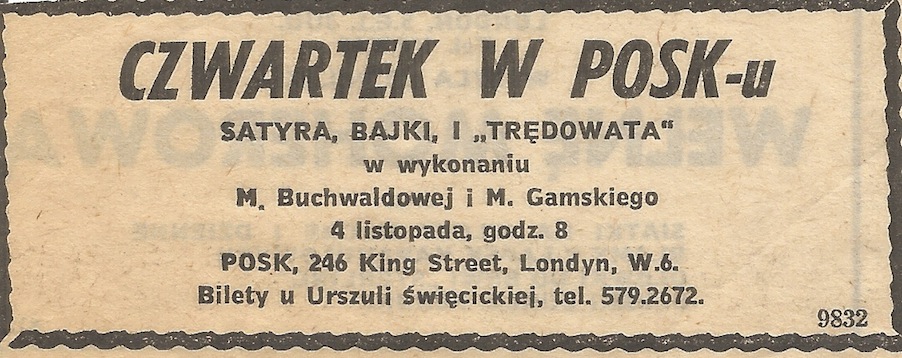 CZWARTEK W POSK-u
SATYRA, BAJKI, I „TRĘDOWATA“
w wykonaniu
M. Buchwaldowej i M. Gamskiego
4 listopada, godz. 8
POSK, 246 King Street, Londyn, W.6.
Bilety u Urszuli Święcickiej, tel. 579.2672.
9832